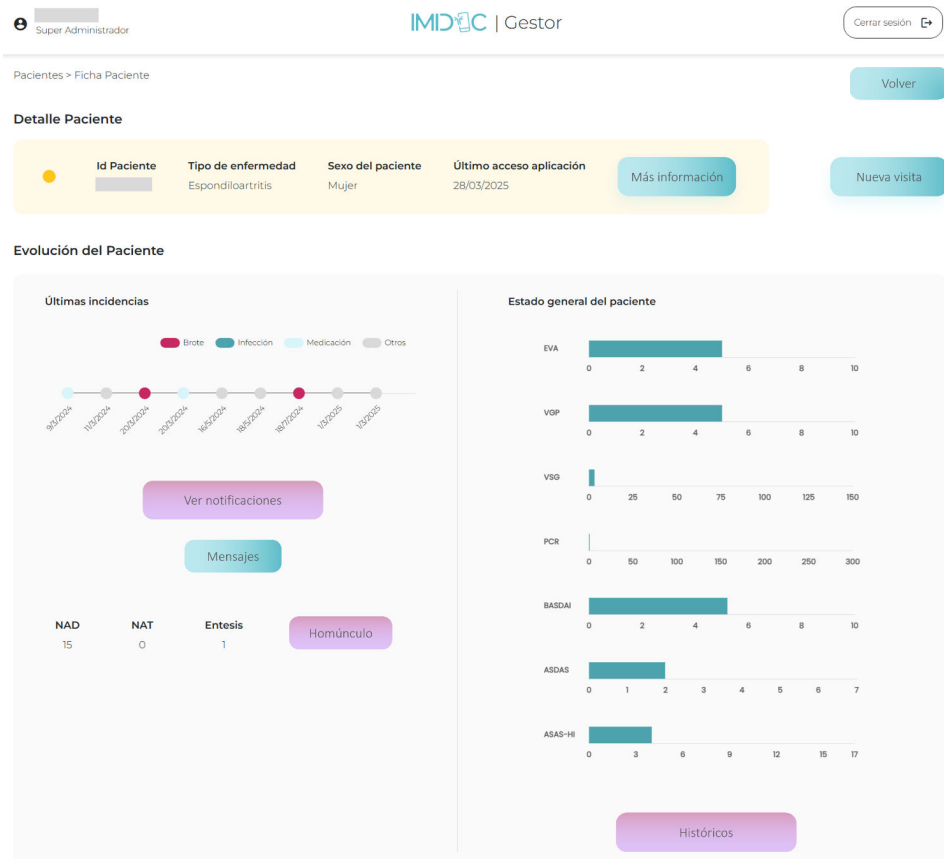 Super Administrador
IMIDOC | Gestor
Cerrar sesión
Pacientes > Ficha Paciente
Volver
Detalle Paciente
Id Paciente
Tipo de enfermedad
Espondiloartritis
Sexo del paciente
Mujer
Último acceso aplicación
28/03/2025
Más información
Nueva visita
Evolución del Paciente
Últimas incidencias
Brote Infección Medicación Otros
9/3/2024 11/3/2024 20/3/2024 20/3/2024 16/5/2024 18/5/2024 18/7/2024 1/3/2025 1/3/2025
Ver notificaciones
Mensajes
NAD NAT Entesis
15 0 1
Homúnculo
Estado general del paciente
EVA
0 2 4 6 8 10
VGP
0 2 4 6 8 10
VSG
0 25 50 75 100 125 150
PCR
0 50 100 150 200 250 300
BASDAI
0 2 4 6 8 10
ASDAS
0 1 2 3 4 5 6 7
ASAS-HI
0 3 6 9 12 15 17
Históricos